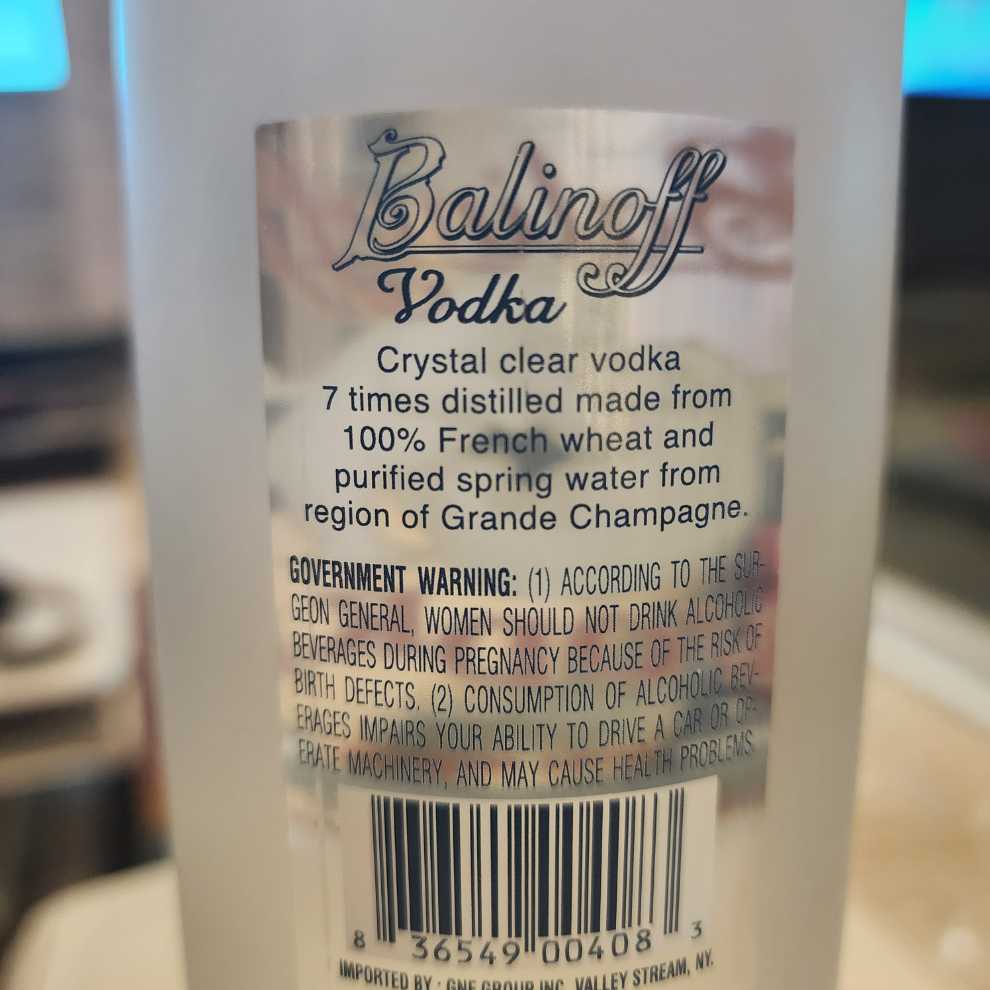 Balinoff
Vodka
Crystal clear vodka
7 times distilled made from
100% French wheat and
purified spring water from
region of Grande Champagne.
GOVERNMENT WARNING: (1) ACCORDING TO THE SUR-
GEON GENERAL, WOMEN SHOULD NOT DRINK ALCOHOLIC
BEVERAGES DURING PREGNANCY BECAUSE OF THE RISK OF
BIRTH DEFECTS. (2) CONSUMPTION OF ALCOHOLIC BEV-
ERAGES IMPAIRS YOUR ABILITY TO DRIVE A CAR OR OP-
ERATE MACHINERY, AND MAY CAUSE HEALTH PROBLEMS.
8 36549 00408 3
IMPORTED BY : GNE GROUP INC. VALLEY STREAM, NY.